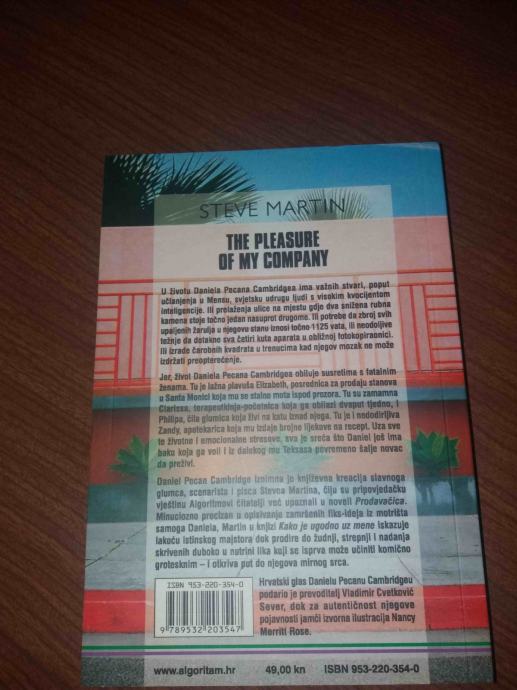 STEVE MARTIN
THE PLEASURE
OF MY COMPANY
U životu Daniela Pecana Cambridgea ima važnih stvari, poput
učlanjenja u Mensu, svjetsku udrugu ljudi s visokim kvocijentom
inteligencije. Ili prelaženja ulice na mjestu gdje dva snižena rubna
kamena stoje točno jedan nasuprot drugome. Ili potrebe da zbroj svih
upaljenih žarulja u njegovu stanu iznosi točno 1125 vata, ili neodoljive
težnje da dotakne sva četiri kuta aparata u obližnjoj fotokopiraonici.
Ili izrade čarobnih kvadrata u trenucima kad njegov mozak ne može
izdržati preopterećenje.
Jer, život Daniela Pecana Cambridgea obiluje susretima s fatalnim
ženama. Tu je lažna plavuša Elizabeth, posrednica za prodaju stanova
u Santa Monici koja mu se stalno mota ispod prozora. Tu su zamamna
Clarissa, terapeutkinja-početnica koja ga obilazi dvaput tjedno, i
Philipa, čila glumica koja živi na katu iznad njega. Tu je i nedodirljiva
Zandy, apotekarica koja mu izdaje brojne lijekove na recept. Uza sve
te životne i emocionalne stresove, sva je sreća što Daniel još ima
baku koja ga voli i iz dalekog mu Teksasa povremeno šalje novac
da preživi.
Daniel Pecan Cambridge iznimna je književna kreacija slavnoga
glumca, scenarista i pisca Stevea Martina, čiju su pripovjedačku
vještinu Algoritmovi čitatelji već upoznali u noveli Prodavačica.
Minuciozno precizan u opisivanju zamršenih fiks-ideja iz motrišta
samoga Daniela, Martin u knjizi Kako je ugodno uz mene iskazuje
lakoću istinskog majstora dok prodire do žudnji, strepnji i nadanja
skrivenih duboko u nutrini lika koji se isprva može učiniti komično
grotesknim – i otkriva put do njegova mirnog srca.
ISBN 953-220-354-0
9 789532 203547
Hrvatski glas Danielu Pecanu Cambridgeu
podario je prevoditelj Vladimir Cvetković
Sever, dok za autentičnost njegove
pojavnosti jamči izvorna ilustracija Nancy
Merritt Rose.
www.algoritam.hr 49,00 kn ISBN 953-220-354-0